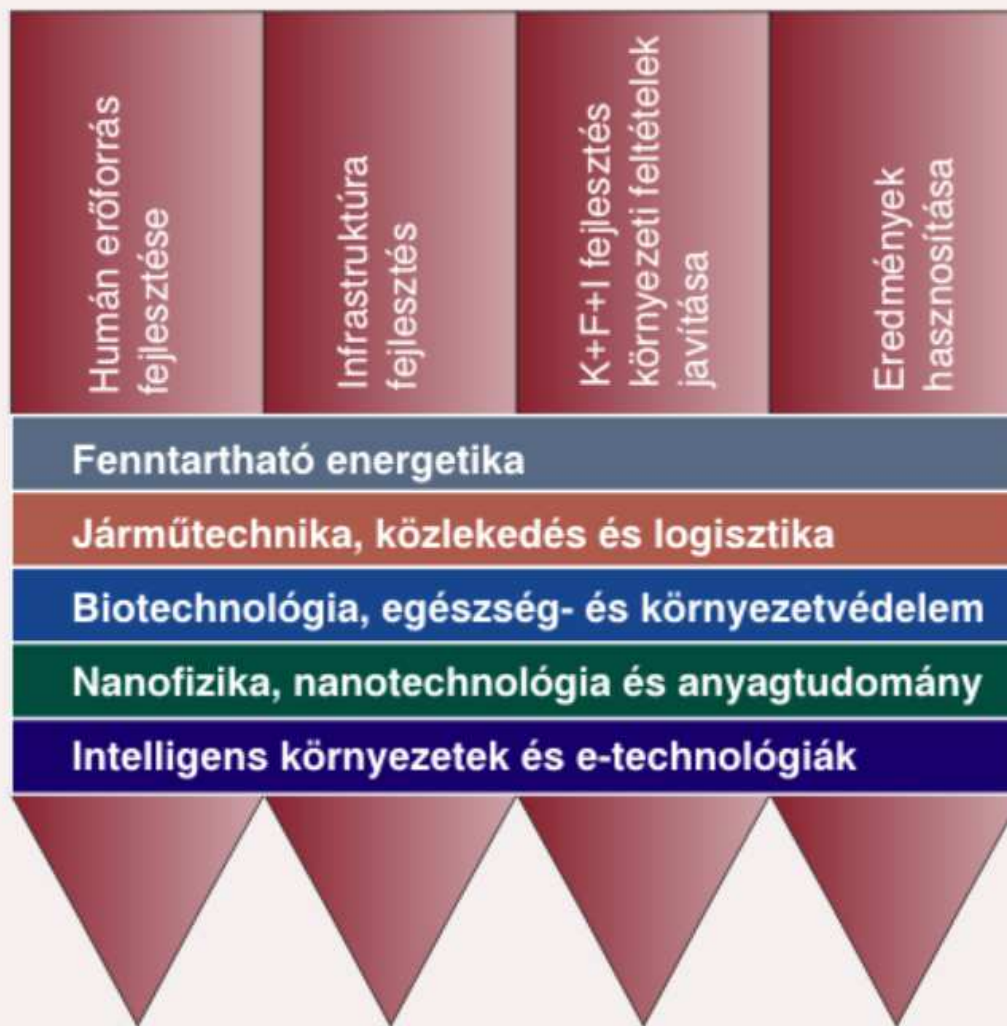 Humán erőforrás
fejlesztése
Infrastruktúra
fejlesztés
K+F+I fejlesztés
környezeti feltételek
javítása
Eredmények
hasznosítása
Fenntartható energetika
Járműtechnika, közlekedés és logisztika
Biotechnológia, egészség- és környezetvédelem
Nanofizika, nanotechnológia és anyagtudomány
Intelligens környezetek és e-technológiák